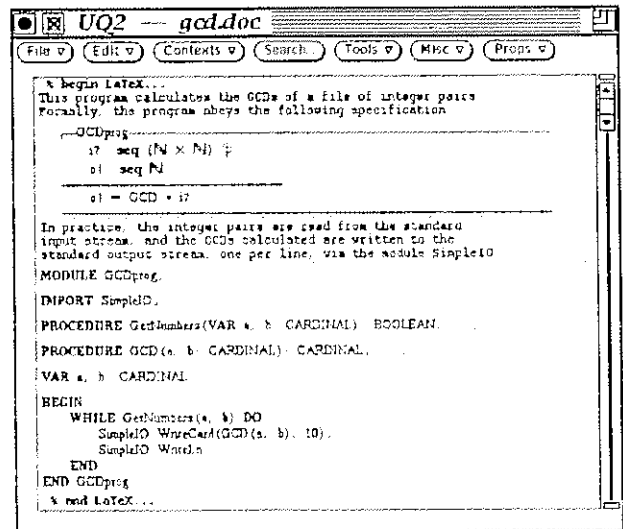 UQ2 — gcd.doc
File ▿ Edit ▿ Contexts ▿ Search... Tools ▿ Misc ▿ Props ▿
% begin LaTeX...
This program calculates the GCDs of a file of integer pairs
Formally, the program obeys the following specification
GCDprog
i? seq (ℕ × ℕ)
o! seq ℕ
o! = GCD • i?
In practice, the integer pairs are read from the standard
input stream, and the GCDs calculated are written to the
standard output stream, one per line, via the module SimpleIO
MODULE GCDprog,
IMPORT SimpleIO,
PROCEDURE GetNumbers(VAR a, b CARDINAL) BOOLEAN,
PROCEDURE GCD(a, b CARDINAL) CARDINAL,
VAR a, b CARDINAL
BEGIN
WHILE GetNumbers(a, b) DO
SimpleIO WriteCard(GCD(a, b), 10),
SimpleIO WriteLn
END
END GCDprog
% end LaTeX...